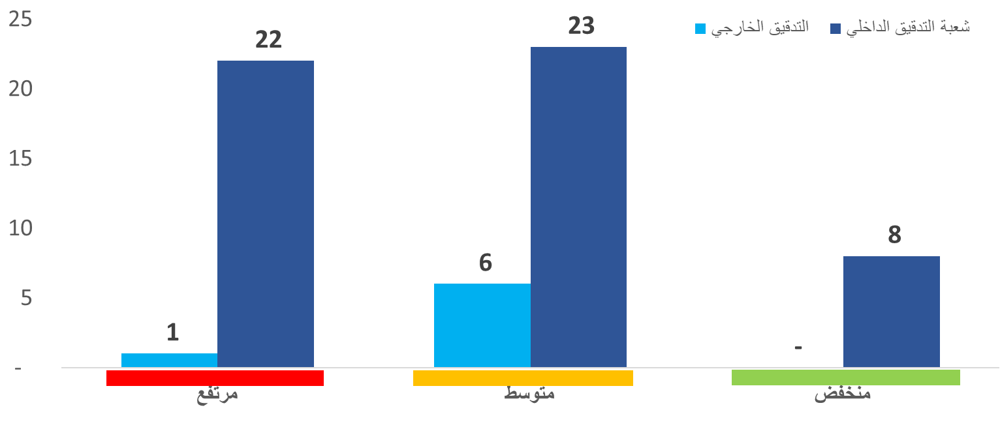 شعبة التدقيق الداخلي
التدقيق الخارجي
25
20
15
10
5
-
22
1
23
6
8
-
مرتفع
متوسط
منخفض